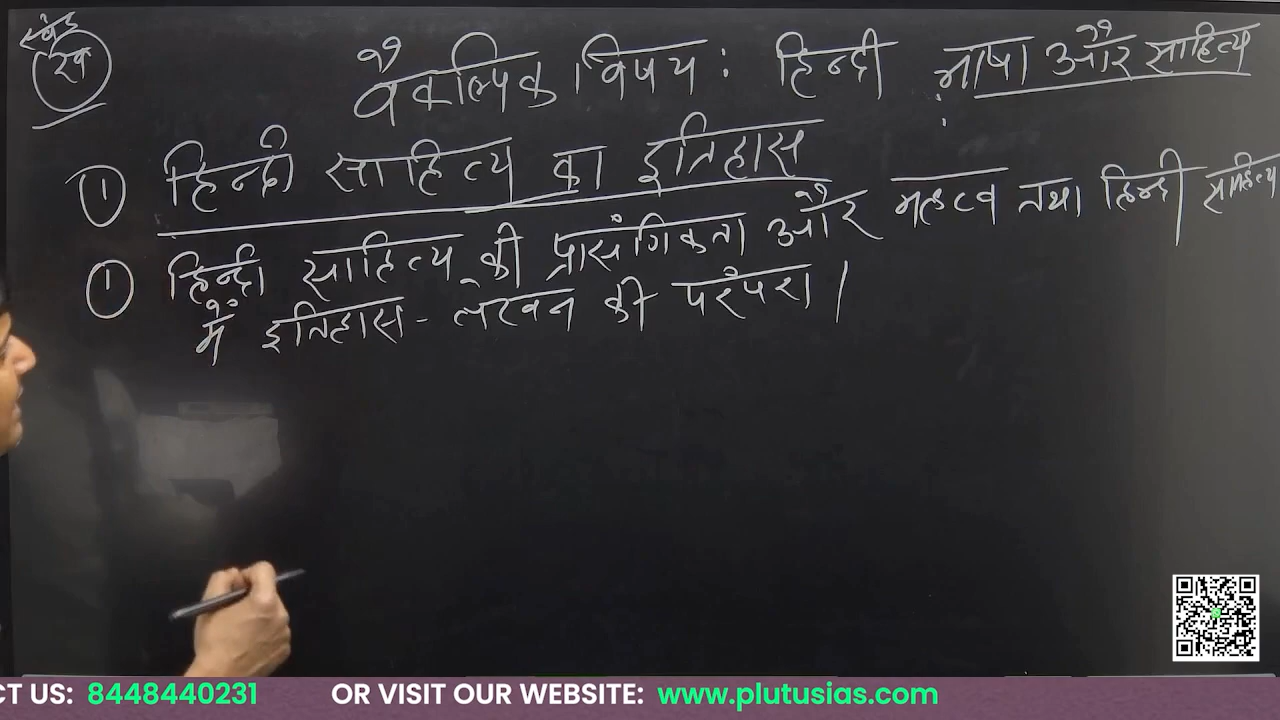 खंड
ख
वैकल्पिक विषय : हिन्दी भाषा और साहित्य
① हिन्दी साहित्य का इतिहास
① हिन्दी साहित्य की प्रासंगिकता और महत्व तथा हिन्दी साहित्य
में इतिहास - लेखन की परंपरा।
CT US: 8448440231 OR VISIT OUR WEBSITE: www.plutusias.com